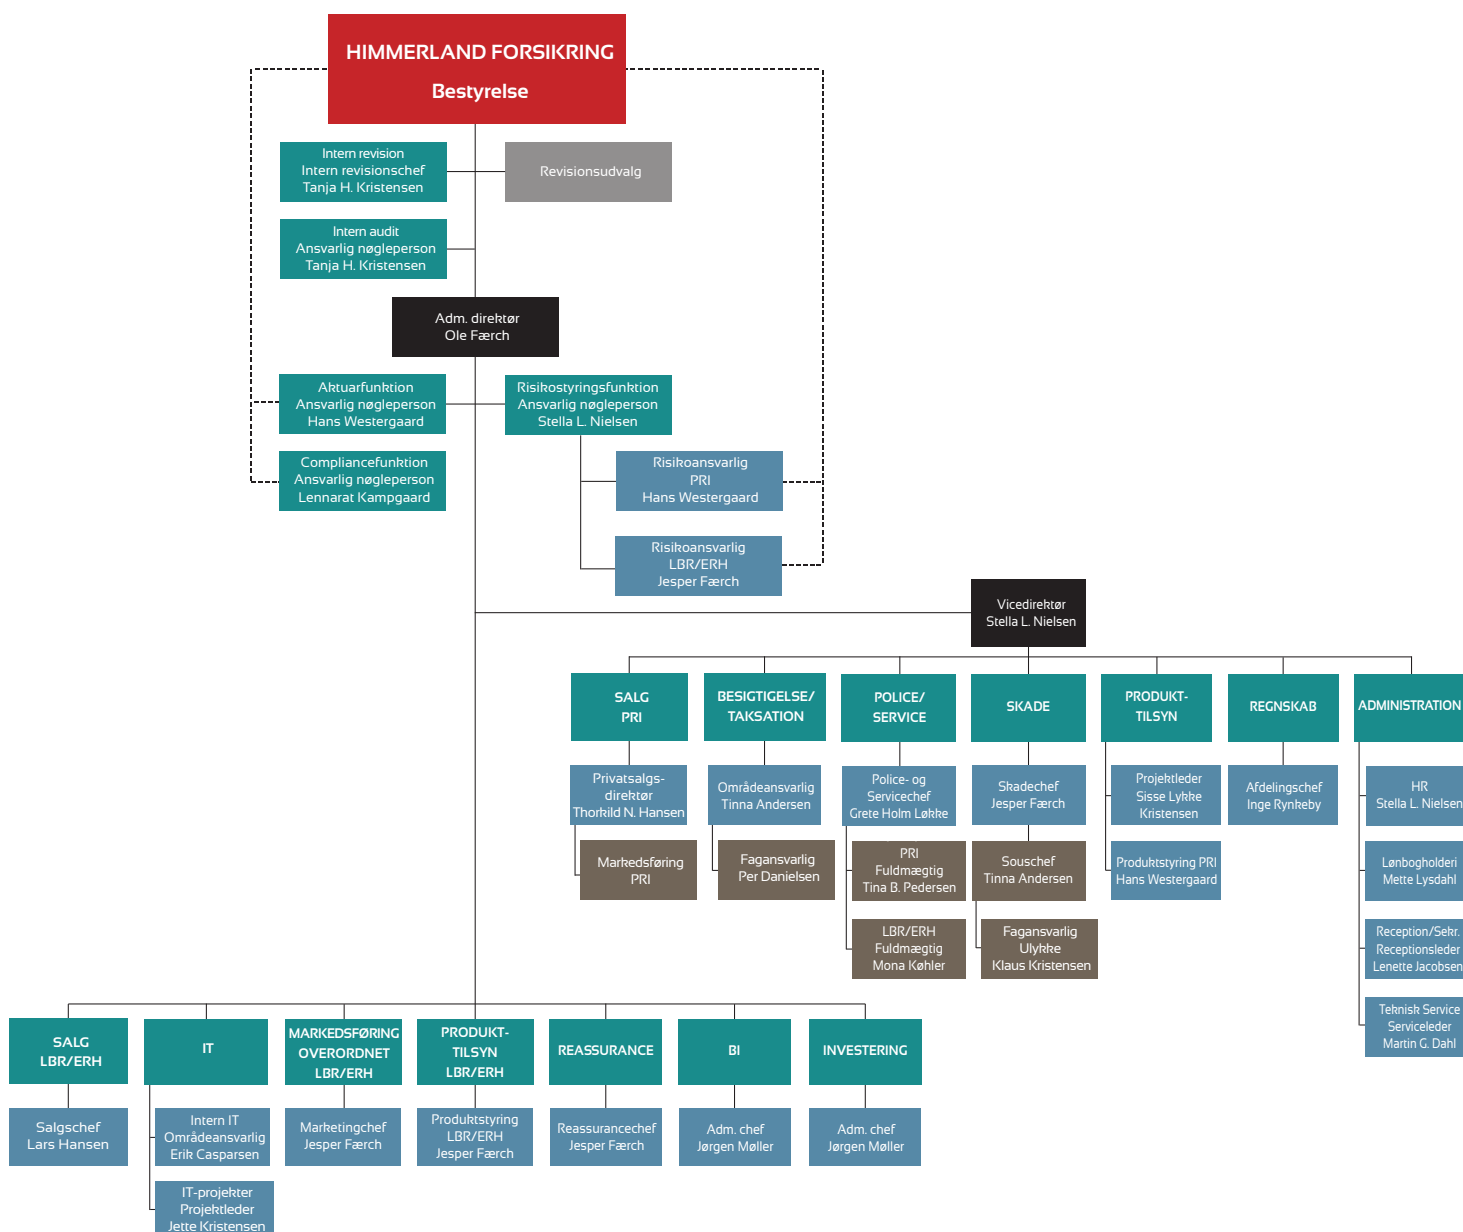 HIMMERLAND FORSIKRING
Bestyrelse
Intern revision
Intern revisionschef
Tanja H. Kristensen
Revisionsudvalg
Intern audit
Ansvarlig nøgleperson
Tanja H. Kristensen
Adm. direktør
Ole Færch
Aktuarfunktion
Ansvarlig nøgleperson
Hans Westergaard
Risikostyringsfunktion
Ansvarlig nøgleperson
Stella L. Nielsen
Compliancefunktion
Ansvarlig nøgleperson
Lennarat Kampgaard
Risikoansvarlig
PRI
Hans Westergaard
Risikoansvarlig
LBR/ERH
Jesper Færch
Vicedirektør
Stella L. Nielsen
SALG
PRI
Privatsalgs-
direktør
Thorkild N. Hansen
Markedsføring
PRI
BESIGTIGELSE/
TAKSATION
Områdeansvarlig
Tinna Andersen
Fagansvarlig
Per Danielsen
POLICE/
SERVICE
Police- og
Servicechef
Grete Holm Løkke
PRI
Fuldmægtig
Tina B. Pedersen
LBR/ERH
Fuldmægtig
Mona Køhler
SKADE
Skadechef
Jesper Færch
Souschef
Tinna Andersen
Fagansvarlig
Ulykke
Klaus Kristensen
PRODUKT-
TILSYN
Projektleder
Sisse Lykke
Kristensen
Produktstyring PRI
Hans Westergaard
REGNSKAB
Afdelingschef
Inge Rynkeby
ADMINISTRATION
HR
Stella L. Nielsen
Lønbogholderi
Mette Lysdahl
Reception/Sekr.
Receptionsleder
Lenette Jacobsen
Teknisk Service
Serviceleder
Martin G. Dahl
SALG
LBR/ERH
Salgschef
Lars Hansen
IT
Intern IT
Områdeansvarlig
Erik Casparsen
IT-projekter
Projektleder
Jette Kristensen
MARKEDSFØRING
OVERORDNET
LBR/ERH
Marketingchef
Jesper Færch
PRODUKT-
TILSYN
LBR/ERH
Produktstyring
LBR/ERH
Jesper Færch
REASSURANCE
Reassurancechef
Jesper Færch
BI
Adm. chef
Jørgen Møller
INVESTERING
Adm. chef
Jørgen Møller